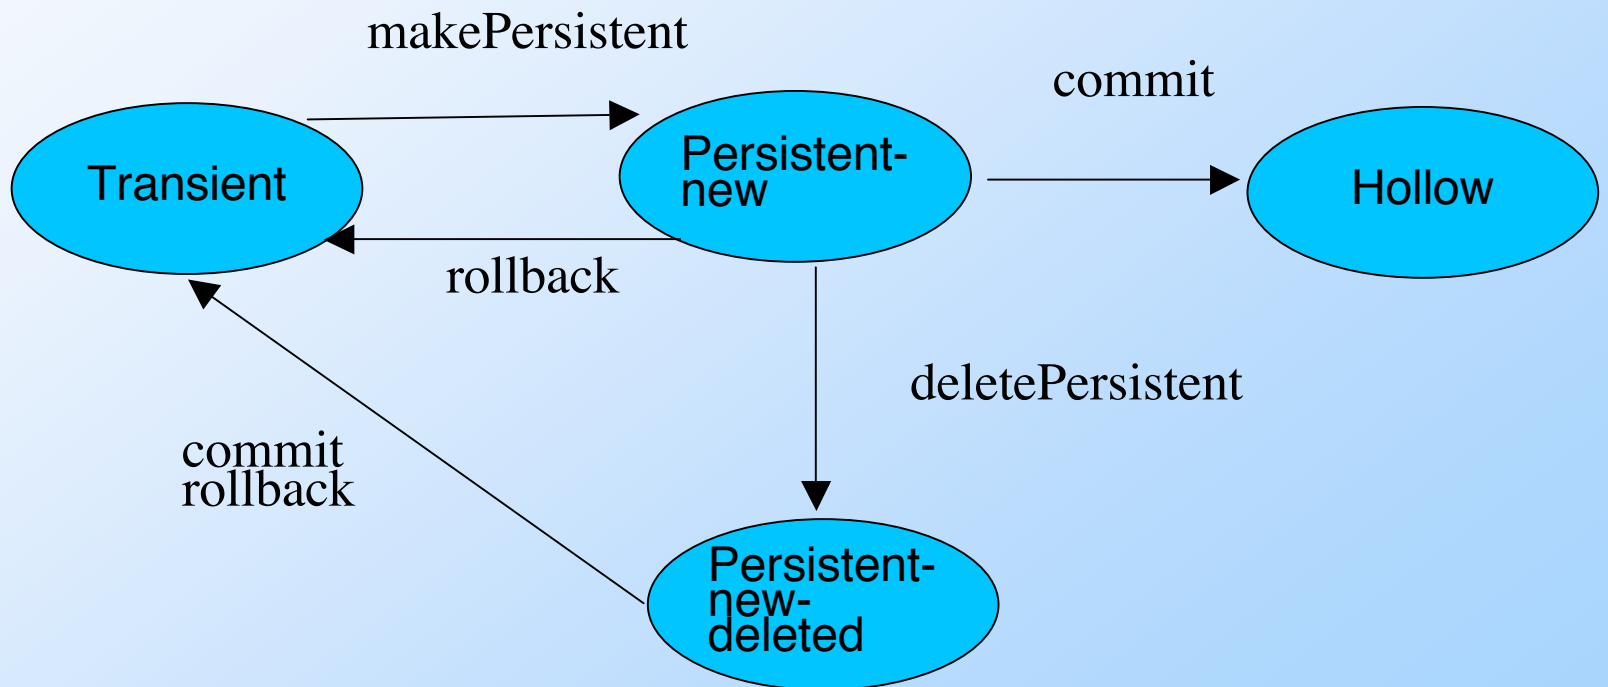 makePersistent
commit
Transient
Persistent-
new
Hollow
rollback
deletePersistent
commit
rollback
Persistent-
new-
deleted